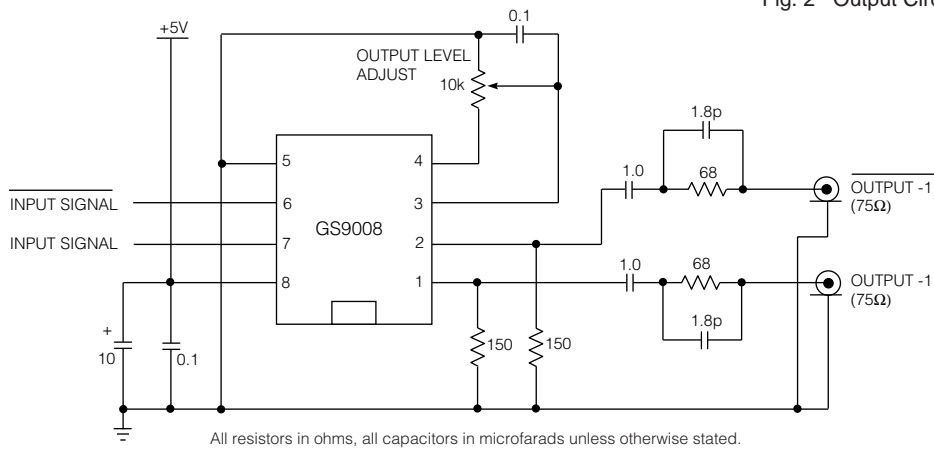 Fig. 2 Output Circ
+5V
0.1
OUTPUT LEVEL
ADJUST
10k
1.8p
5
4
1.0
68
OUTPUT -1
(75Ω)
INPUT SIGNAL
6
3
GS9008
INPUT SIGNAL
7
2
1.0
68
OUTPUT -1
(75Ω)
8
1
1.8p
+
10
0.1
150
150
All resistors in ohms, all capacitors in microfarads unless otherwise stated.